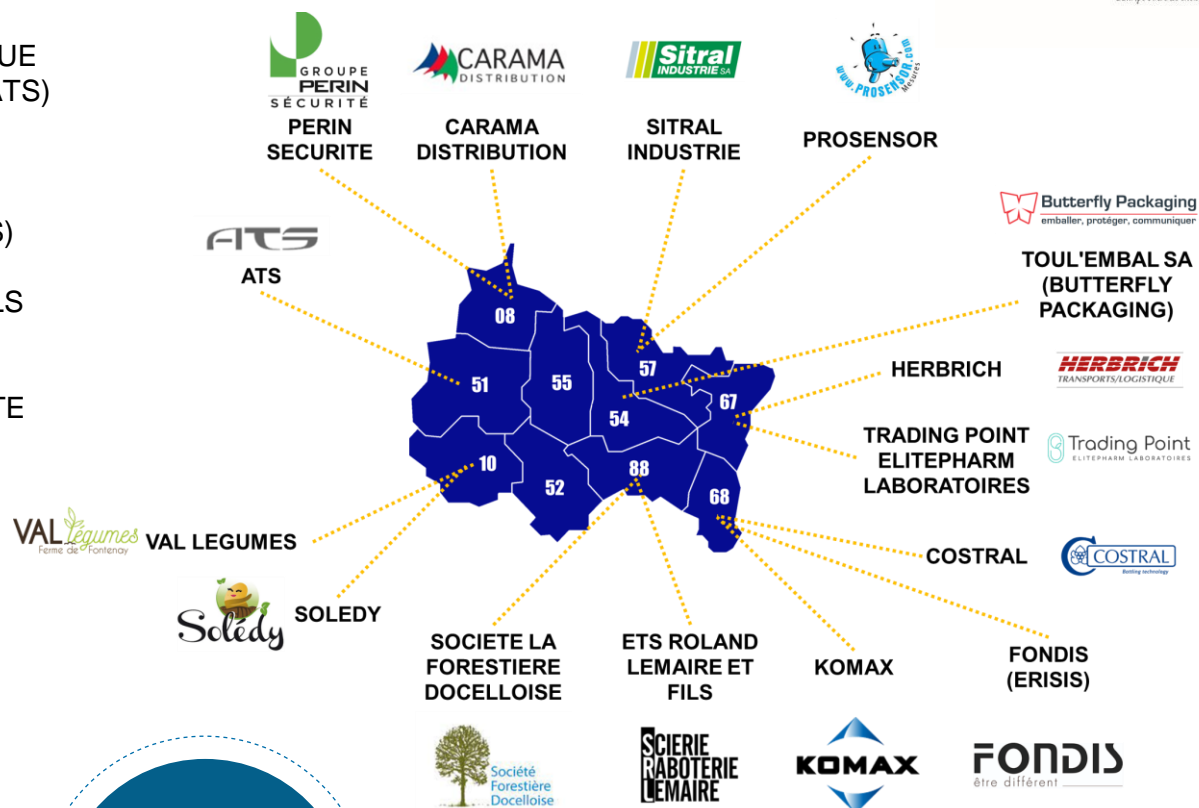 UE
ATS)
S)
LS
TE
GROUPE
PERIN
SÉCURITÉ
PERIN
SECURITE
CARAMA
DISTRIBUTION
CARAMA
DISTRIBUTION
Sitral
INDUSTRIE SA
SITRAL
INDUSTRIE
www.PROSENSOR.com
Mesures
PROSENSOR
ATS
ATS
Butterfly Packaging
emballer, protéger, communiquer
TOUL'EMBAL SA
(BUTTERFLY
PACKAGING)
HERBRICH
HERBRICH
TRANSPORTS/LOGISTIQUE
TRADING POINT
ELITEPHARM
LABORATOIRES
Trading Point
ELITEPHARM LABORATOIRES
COSTRAL
COSTRAL
Bottling technology
08
51
55
57
54
67
10
52
88
68
VAL Légumes
Ferme de Fontenay
VAL LEGUMES
Solédy
SOLEDY
SOCIETE LA
FORESTIERE
DOCELLOISE
Société
Forestière
Docelloise
ETS ROLAND
LEMAIRE ET
FILS
SCIERIE
RABOTERIE
LEMAIRE
KOMAX
KOMAX
FONDIS
(ERISIS)
FONDIS
être différent